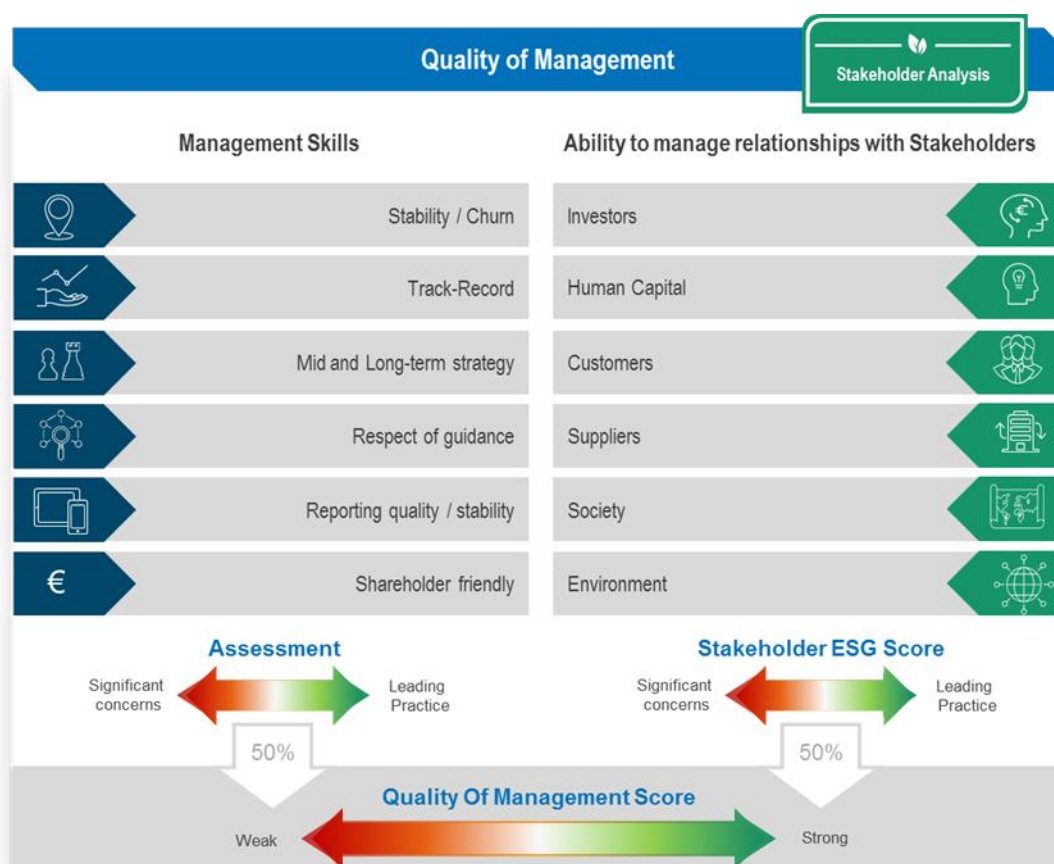 Quality of Management
Stakeholder Analysis
Management Skills
Stability / Churn
Track-Record
Mid and Long-term strategy
Respect of guidance
Reporting quality / stability
€
Shareholder friendly
Ability to manage relationships with Stakeholders
Investors
€
Human Capital
Customers
Suppliers
Society
Environment
Assessment
Significant
concerns
Leading
Practice
50%
Stakeholder ESG Score
Significant
concerns
Leading
Practice
50%
Quality Of Management Score
Weak
Strong